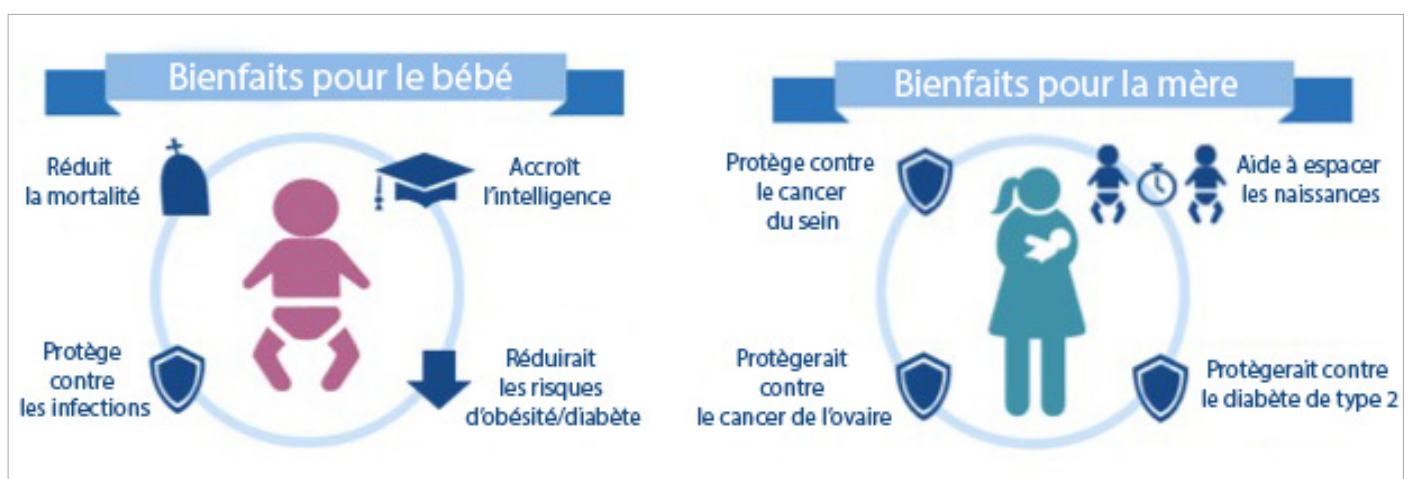 Bienfaits pour le bébé
Réduit
la mortalité
Accroît
l'intelligence
Protège
contre
les infections
Réduirait
les risques
d'obésité/diabète
Bienfaits pour la mère
Protège contre
le cancer
du sein
Aide à espacer
les naissances
Protègerait
contre
le cancer de l'ovaire
Protègerait contre
le diabète de type 2